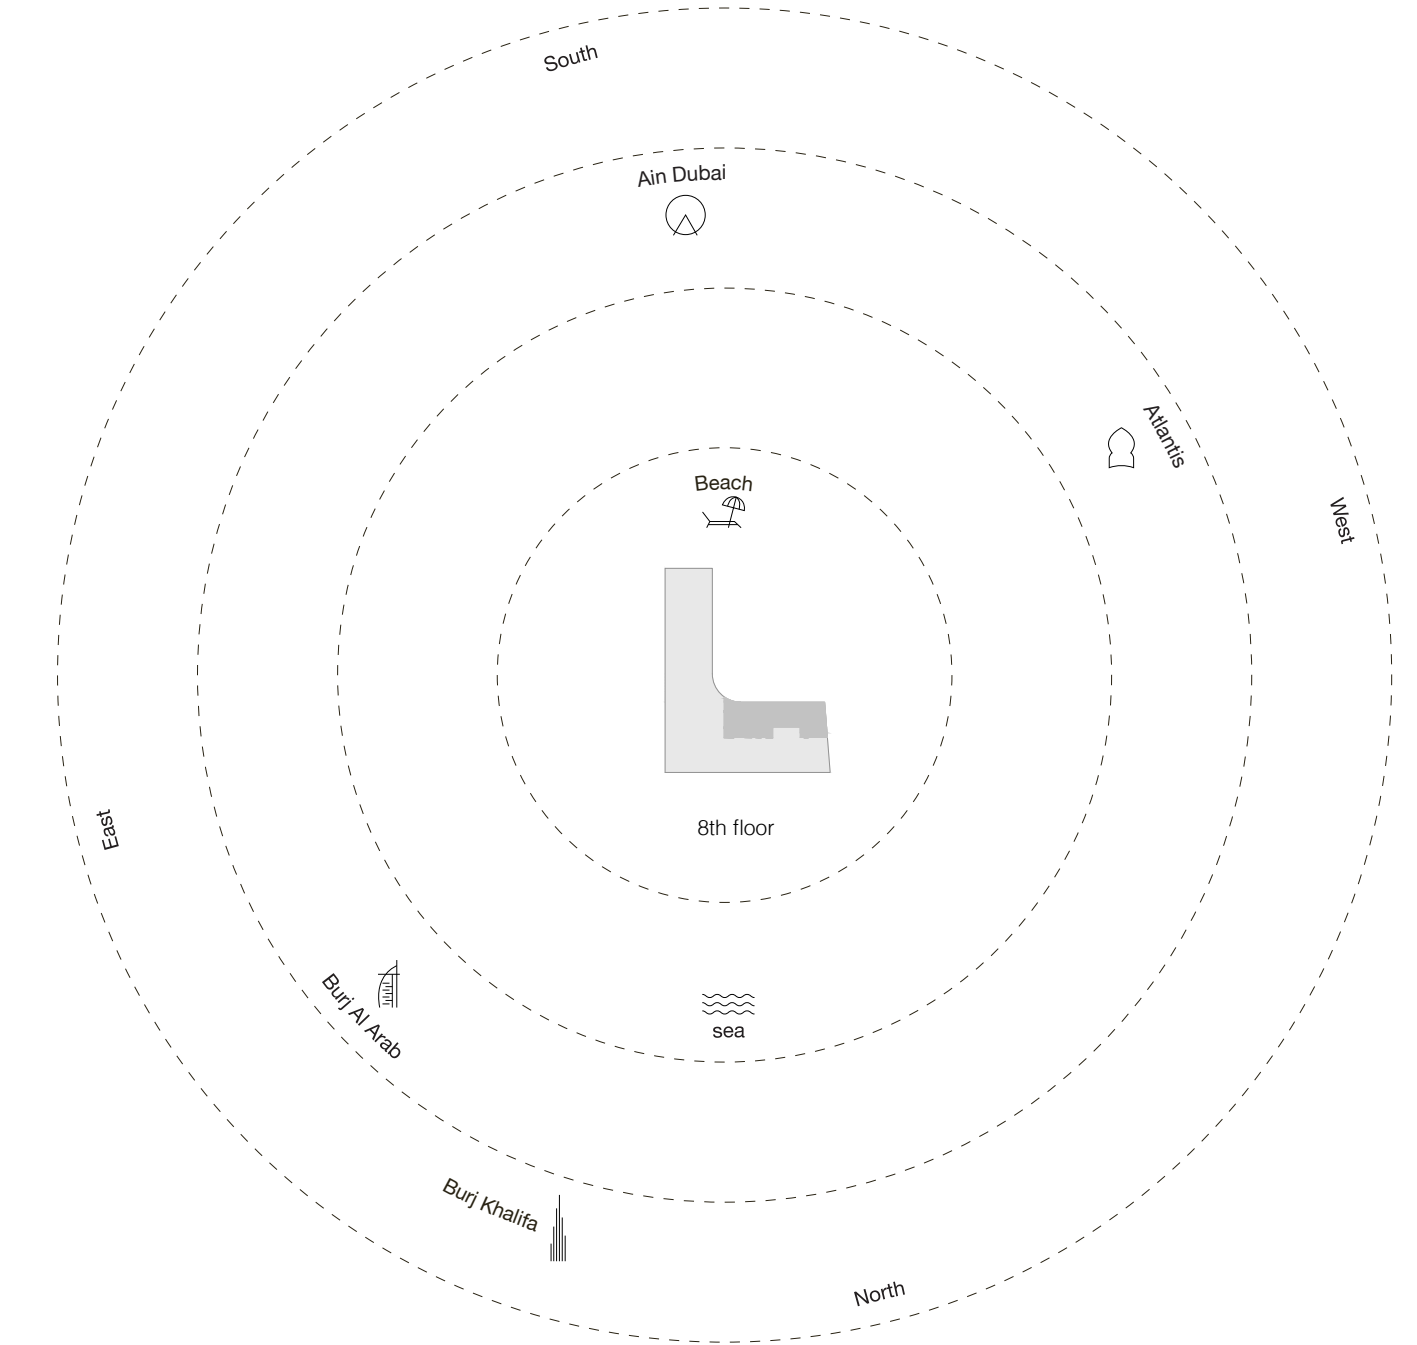 South
Ain Dubai
Atlantis
Beach
West
8th floor
East
Burj Al Arab
sea
Burj Khalifa
North